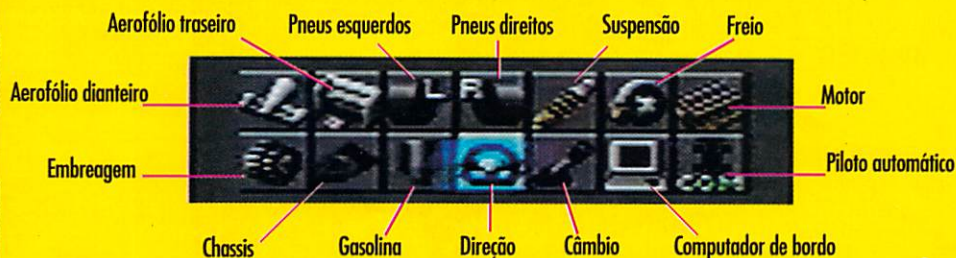 Aerofólio traseiro Pneus esquerdos Pneus direitos Suspensão Freio
Aerofólio dianteiro Motor
L R
Embreagem Piloto automático
COM
Chassis Gasolina Direção Câmbio Computador de bordo